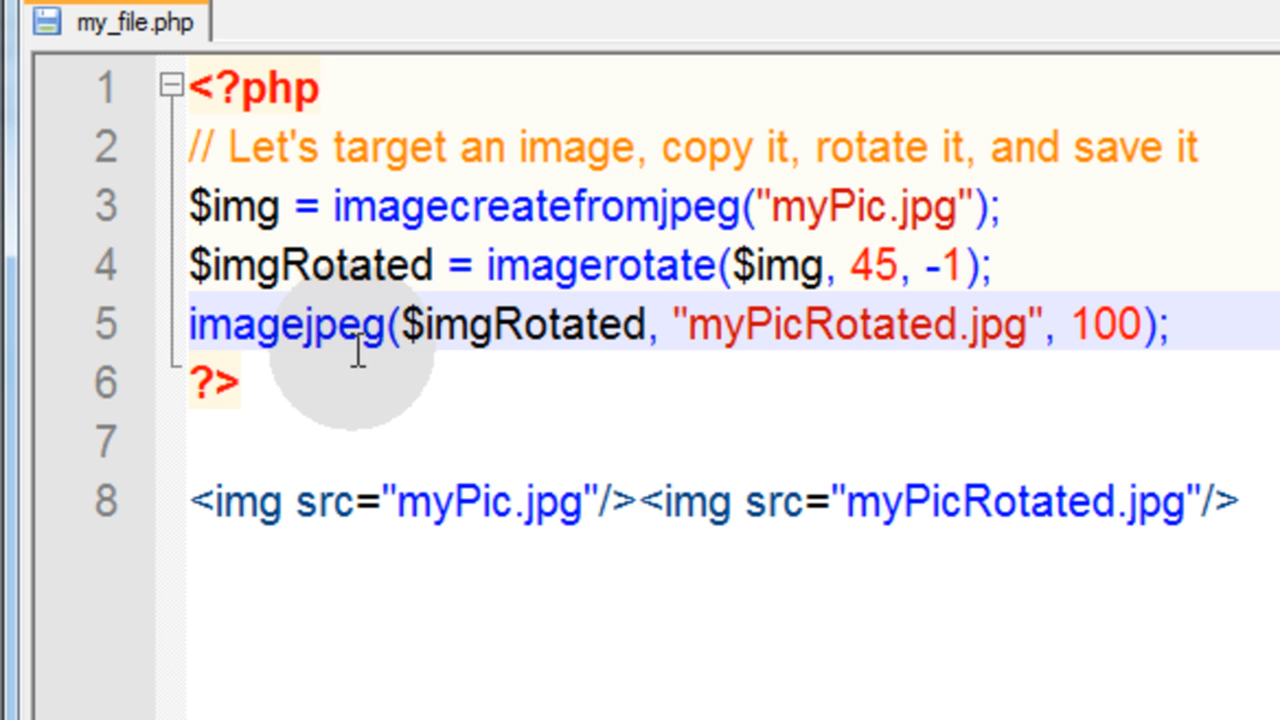 my_file.php
1 <?php
2 // Let's target an image, copy it, rotate it, and save it
3 $img = imagecreatefromjpeg("myPic.jpg");
4 $imgRotated = imagerotate($img, 45, -1);
5 imagejpeg($imgRotated, "myPicRotated.jpg", 100);
6 ?>
7
8 <img src="myPic.jpg"/><img src="myPicRotated.jpg"/>